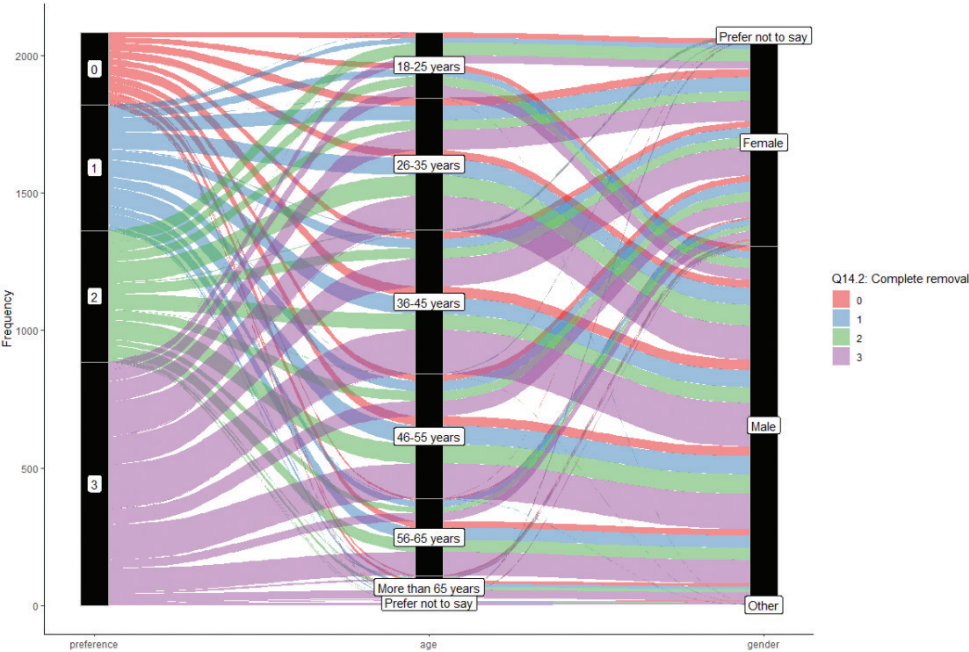 2000
1500
1000
500
0
Frequency
0
1
2
3
18-25 years
26-35 years
36-45 years
46-55 years
56-65 years
More than 65 years
Prefer not to say
Prefer not to say
Female
Male
Other
preference
age
gender
Q14.2: Complete removal
0
1
2
3